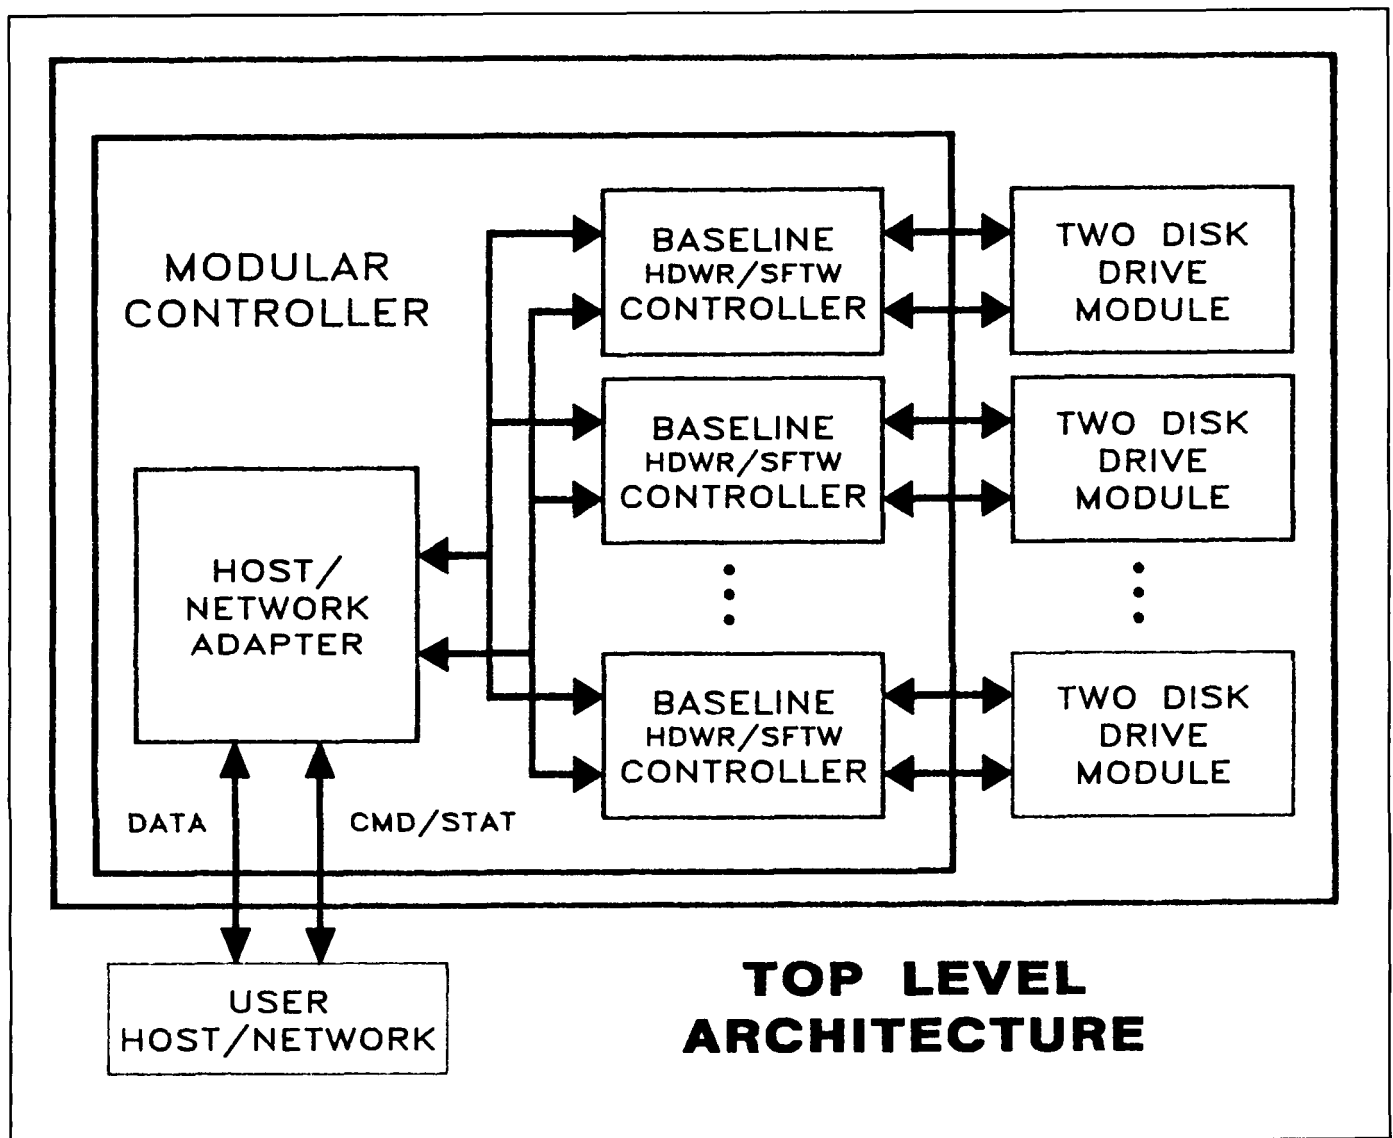 MODULAR
CONTROLLER
BASELINE
HDWR/SFTW
CONTROLLER
TWO DISK
DRIVE
MODULE
BASELINE
HDWR/SFTW
CONTROLLER
TWO DISK
DRIVE
MODULE
HOST/
NETWORK
ADAPTER
BASELINE
HDWR/SFTW
CONTROLLER
TWO DISK
DRIVE
MODULE
DATA
CMD/STAT
USER
HOST/NETWORK
TOP LEVEL
ARCHITECTURE